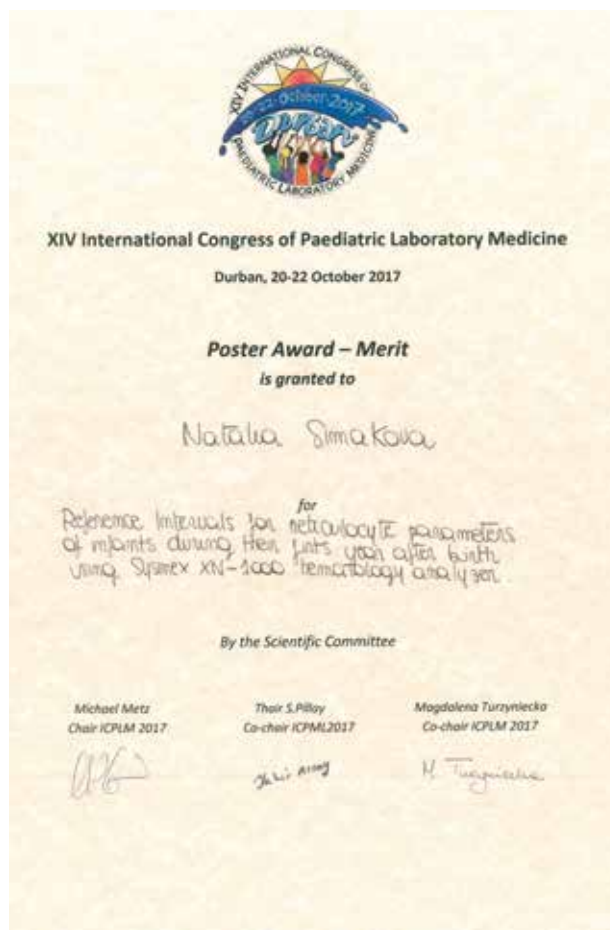 XIV INTERNATIONAL CONGRESS OF PAEDIATRIC LABORATORY MEDICINE
20-22-October-2017
Durban
XIV International Congress of Paediatric Laboratory Medicine
Durban, 20-22 October 2017
Poster Award – Merit
is granted to
Natalia Simakova
for
Reference Intervals for reticulocyte parameters
of infants during their firts year after birth
using Sysmex XN-1000 hematology analyzer.
By the Scientific Committee
Michael Metz Thair S.Pillay Magdalena Turzyniecka
Chair ICPLM 2017 Co-chair ICPML2017 Co-chair ICPLM 2017
M. Turzyniecka